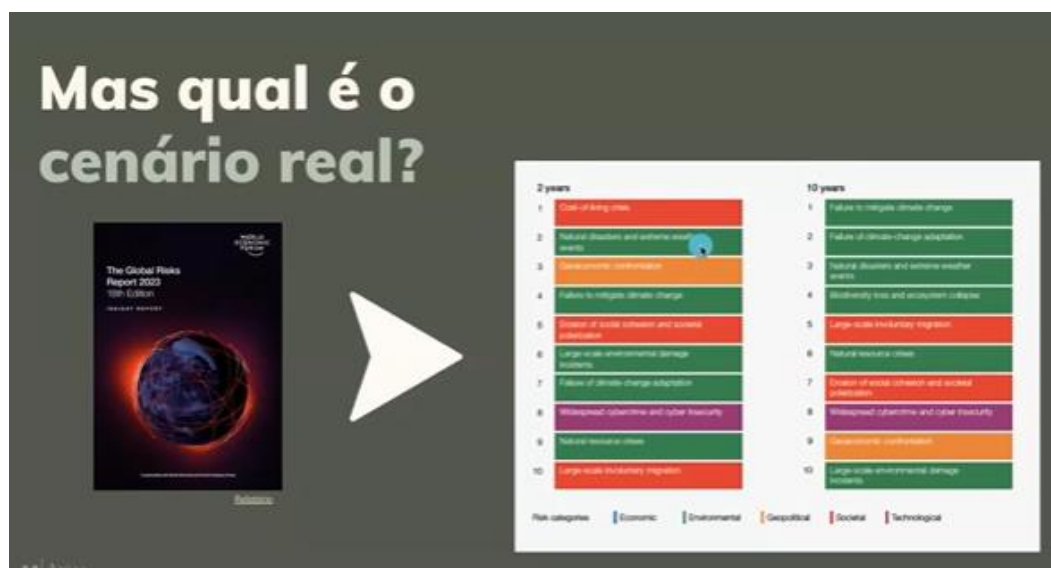 Mas qual é o
cenário real?
WORLD
ECONOMIC
FORUM
The Global Risks
Report 2023
18th Edition
INSIGHT REPORT
Relatório
2 years
1 Cost-of-living crisis
2 Natural disasters and extreme weather
events
3 Geoeconomic confrontation
4 Failure to mitigate climate change
5 Erosion of social cohesion and societal
polarization
6 Large-scale environmental damage
incidents
7 Failure of climate-change adaptation
8 Widespread cybercrime and cyber insecurity
9 Natural resource crises
10 Large-scale involuntary migration
10 years
1 Failure to mitigate climate change
2 Failure of climate-change adaptation
3 Natural disasters and extreme weather
events
4 Biodiversity loss and ecosystem collapse
5 Large-scale involuntary migration
6 Natural resource crises
7 Erosion of social cohesion and societal
polarization
8 Widespread cybercrime and cyber insecurity
9 Geoeconomic confrontation
10 Large-scale environmental damage
incidents
Risk categories Economic Environmental Geopolitical Societal Technological